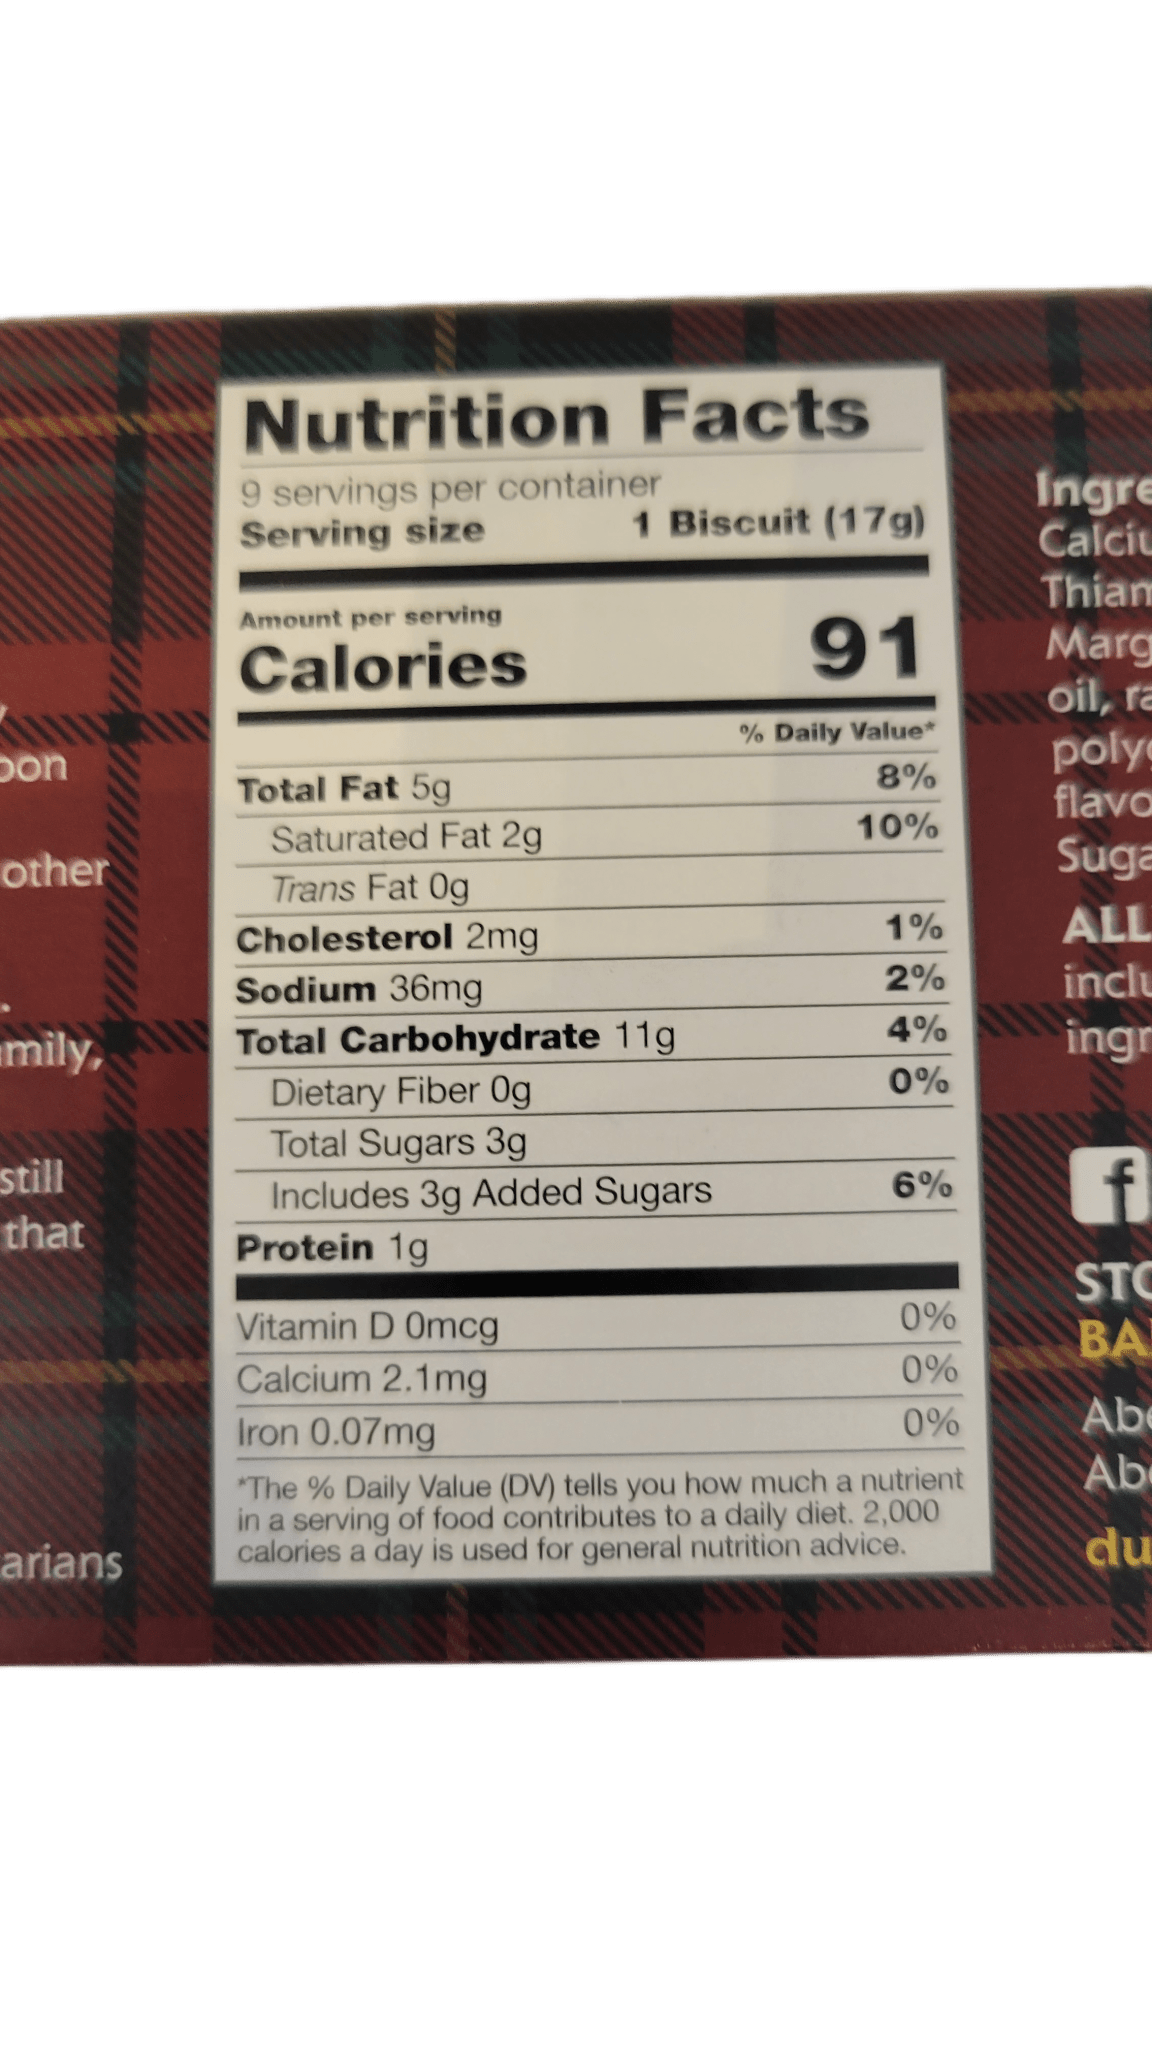 Nutrition Facts
9 servings per container
Serving size 1 Biscuit (17g)
Amount per serving
Calories 91
% Daily Value*
Total Fat 5g 8%
Saturated Fat 2g 10%
Trans Fat 0g
Cholesterol 2mg 1%
Sodium 36mg 2%
Total Carbohydrate 11g 4%
Dietary Fiber 0g 0%
Total Sugars 3g
Includes 3g Added Sugars 6%
Protein 1g
Vitamin D 0mcg 0%
Calcium 2.1mg 0%
Iron 0.07mg 0%
*The % Daily Value (DV) tells you how much a nutrient
in a serving of food contributes to a daily diet. 2,000
calories a day is used for general nutrition advice.
other
still
that